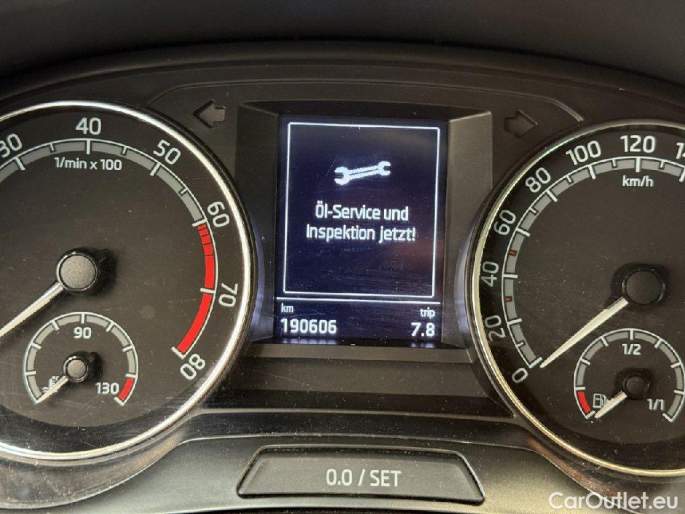 30 40 50 60 70 80
1/min x 100
90
130
Öl-Service und
Inspektion jetzt!
km trip
190606 7.8
0 20 40 60 80 100 120
km/h
1/2
1/1
0.0 / SET
CarOutlet.eu